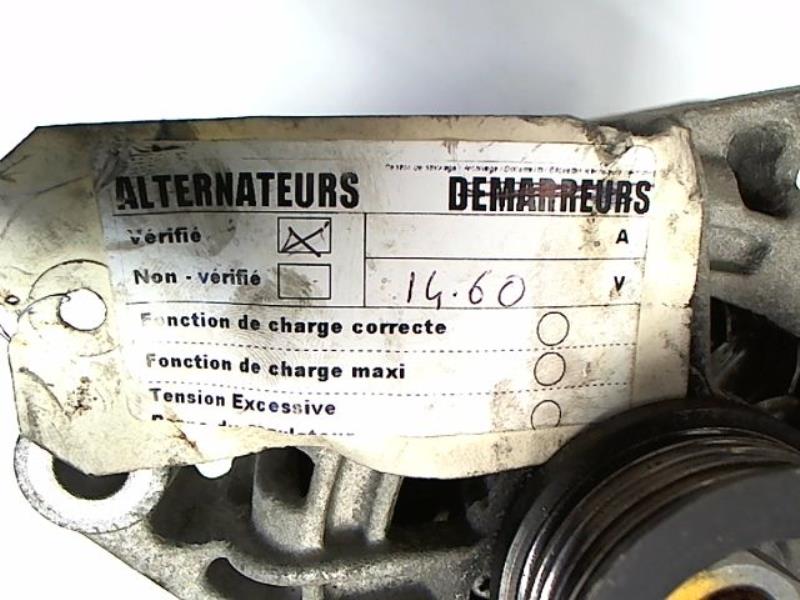 ALTERNATEURS DEMARREURS
Vérifié A
Non - vérifié 14.60 V
Fonction de charge correcte
Fonction de charge maxi
Tension Excessive